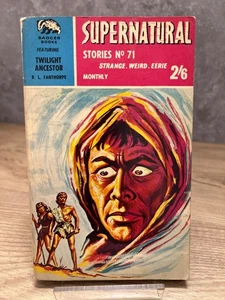 BADGER
BOOKS
FEATURING
TWILIGHT
ANCESTOR
R. L. FANTHORPE
SUPERNATURAL
STORIES Nº 71
STRANGE, WEIRD, EERIE
MONTHLY
2/6